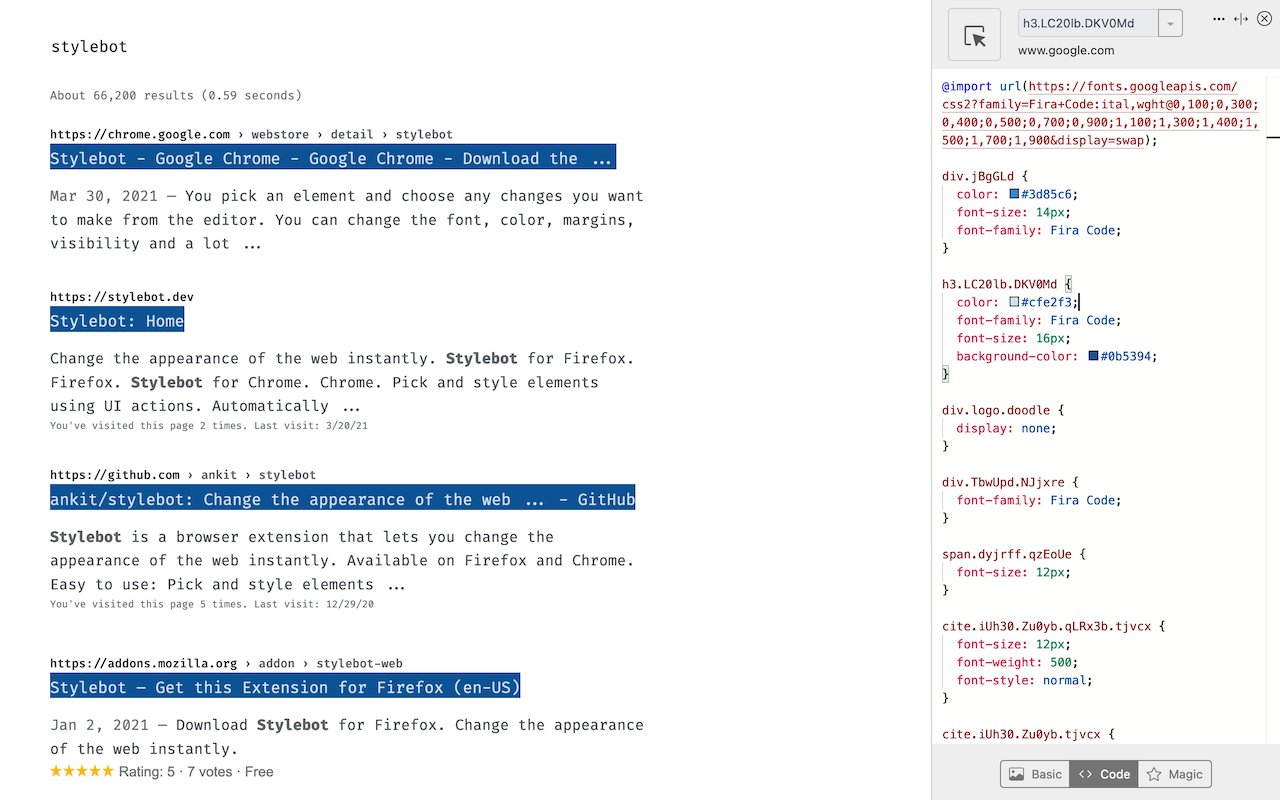 stylebot
About 66,200 results (0.59 seconds)
https://chrome.google.com › webstore › detail › stylebot
Stylebot - Google Chrome - Google Chrome - Download the ...
Mar 30, 2021 — You pick an element and choose any changes you want
to make from the editor. You can change the font, color, margins,
visibility and a lot ...
https://stylebot.dev
Stylebot: Home
Change the appearance of the web instantly. Stylebot for Firefox.
Firefox. Stylebot for Chrome. Chrome. Pick and style elements
using UI actions. Automatically ...
You've visited this page 2 times. Last visit: 3/20/21
https://github.com › ankit › stylebot
ankit/stylebot: Change the appearance of the web ... - GitHub
Stylebot is a browser extension that lets you change the
appearance of the web instantly. Available on Firefox and Chrome.
Easy to use: Pick and style elements ...
You've visited this page 5 times. Last visit: 12/29/20
https://addons.mozilla.org › addon › stylebot-web
Stylebot — Get this Extension for Firefox (en-US)
Jan 2, 2021 — Download Stylebot for Firefox. Change the appearance
of the web instantly.
★★★★★ Rating: 5 · 7 votes · Free
h3.LC20lb.DKV0Md
www.google.com
@import url(https://fonts.googleapis.com/
css2?family=Fira+Code:ital,wght@0,100;0,300;
0,400;0,500;0,700;0,900;1,100;1,300;1,400;1,
500;1,700;1,900&display=swap);
div.jBgGLd {
color: #3d85c6;
font-size: 14px;
font-family: Fira Code;
}
h3.LC20lb.DKV0Md {
color: #cfe2f3;
font-family: Fira Code;
font-size: 16px;
background-color: #0b5394;
}
div.logo.doodle {
display: none;
}
div.TbwUpd.NJjxre {
font-family: Fira Code;
}
span.dyjrff.qzEoUe {
font-size: 12px;
}
cite.iUh30.Zu0yb.qLRx3b.tjvcx {
font-size: 12px;
font-weight: 500;
font-style: normal;
}
cite.iUh30.Zu0yb.tjvcx {
Basic
<> Code
Magic